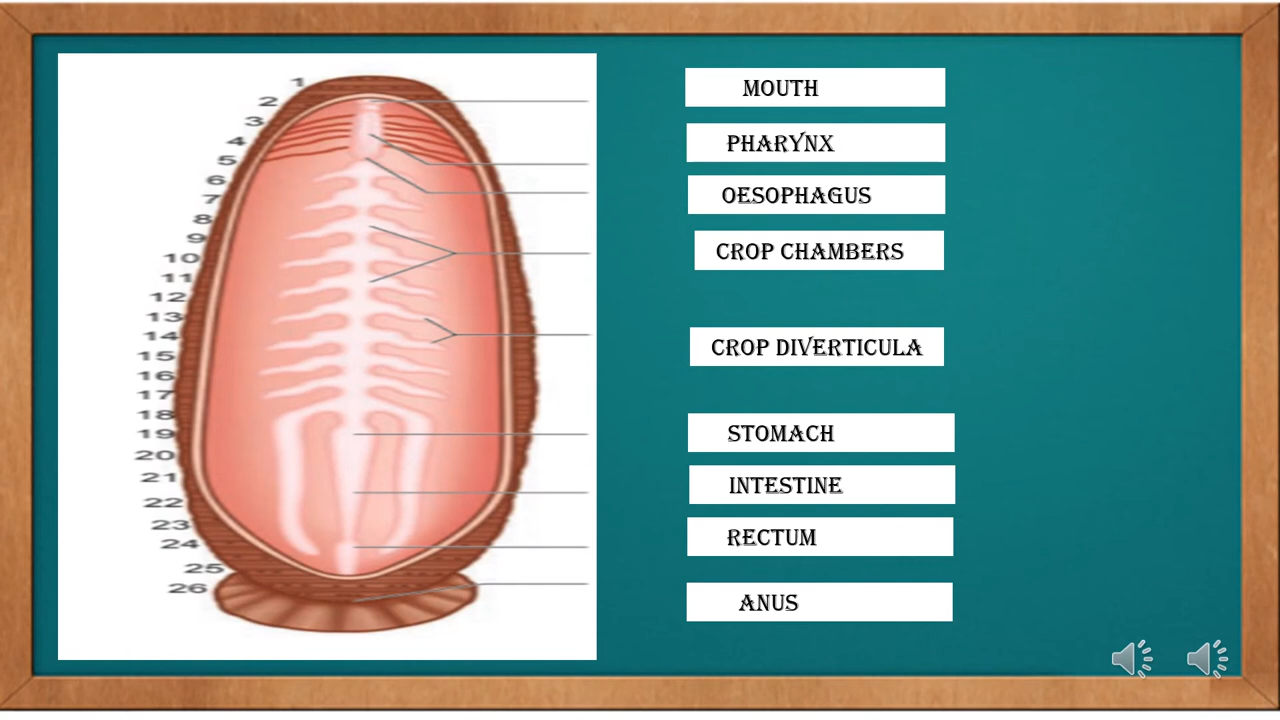 1
2
3
4
5
6
7
8
9
10
11
12
13
14
15
16
17
18
19
20
21
22
23
24
25
26
MOUTH
PHARYNX
OESOPHAGUS
CROP CHAMBERS
CROP DIVERTICULA
STOMACH
INTESTINE
RECTUM
ANUS